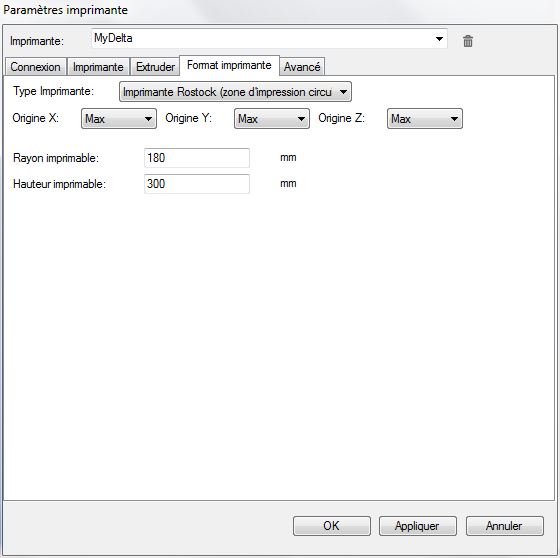 Paramètres imprimante
Imprimante: MyDelta
Connexion Imprimante Extruder Format imprimante Avancé
Type Imprimante: Imprimante Rostock (zone d'impression circu
Origine X: Max Origine Y: Max Origine Z: Max
Rayon imprimable: 180 mm
Hauteur imprimable: 300 mm
OK Appliquer Annuler